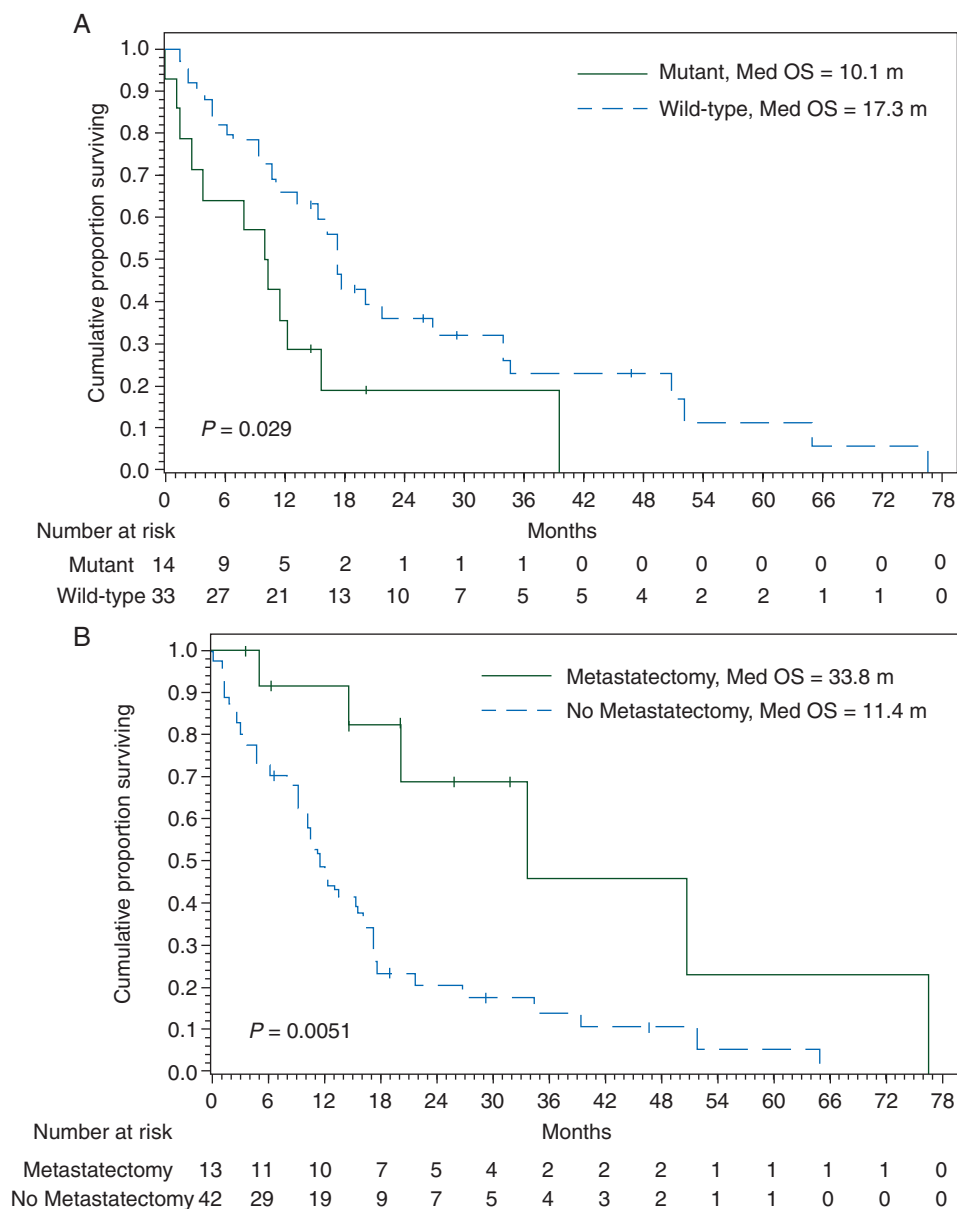 A
1.0
0.9
0.8
0.7
0.6
0.5
0.4
0.3
0.2
0.1
0.0
Cumulative proportion surviving
Mutant, Med OS = 10.1 m
Wild-type, Med OS = 17.3 m
P = 0.029
0 6 12 18 24 30 36 42 48 54 60 66 72 78
Number at risk Months
Mutant 14 9 5 2 1 1 1 0 0 0 0 0 0 0
Wild-type 33 27 21 13 10 7 5 5 4 2 2 1 1 0
B
1.0
0.9
0.8
0.7
0.6
0.5
0.4
0.3
0.2
0.1
0.0
Cumulative proportion surviving
Metastatectomy, Med OS = 33.8 m
No Metastatectomy, Med OS = 11.4 m
P = 0.0051
0 6 12 18 24 30 36 42 48 54 60 66 72 78
Number at risk Months
Metastatectomy 13 11 10 7 5 4 2 2 2 1 1 1 1 0
No Metastatectomy 42 29 19 9 7 5 4 3 2 1 1 0 0 0